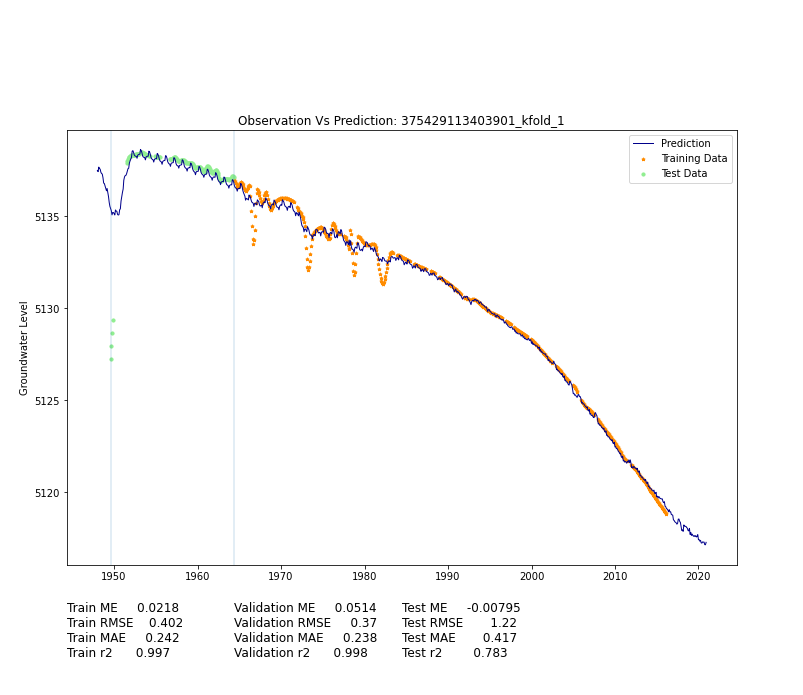 Observation Vs Prediction: 375429113403901_kfold_1
Prediction
Training Data
Test Data
Groundwater Level
5135
5130
5125
5120
1950 1960 1970 1980 1990 2000 2010 2020
Train ME 0.0218 Validation ME 0.0514 Test ME -0.00795
Train RMSE 0.402 Validation RMSE 0.37 Test RMSE 1.22
Train MAE 0.242 Validation MAE 0.238 Test MAE 0.417
Train r2 0.997 Validation r2 0.998 Test r2 0.783